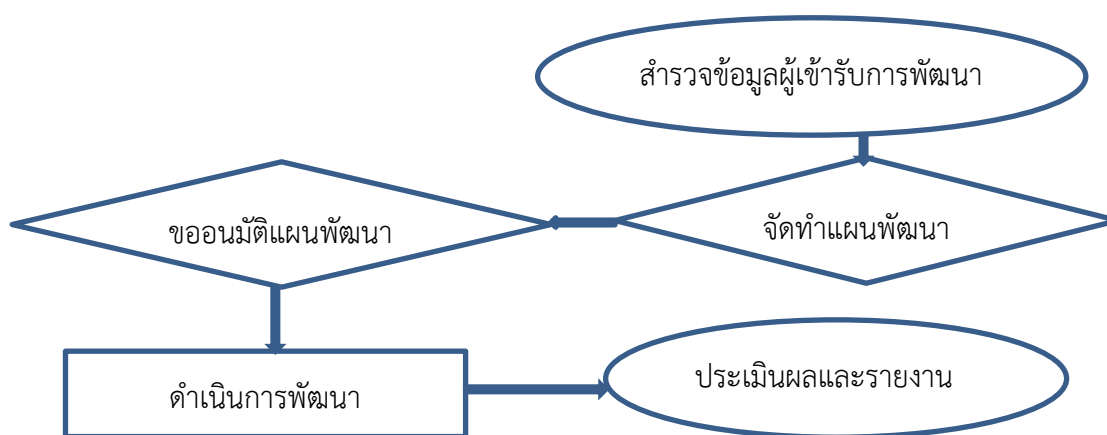 สำรวจข้อมูลผู้เข้ารับการพัฒนา
จัดทำแผนพัฒนา
ขออนมัติแผนพัฒนา
ดำเนินการพัฒนา
ประเมินผลและรายงาน